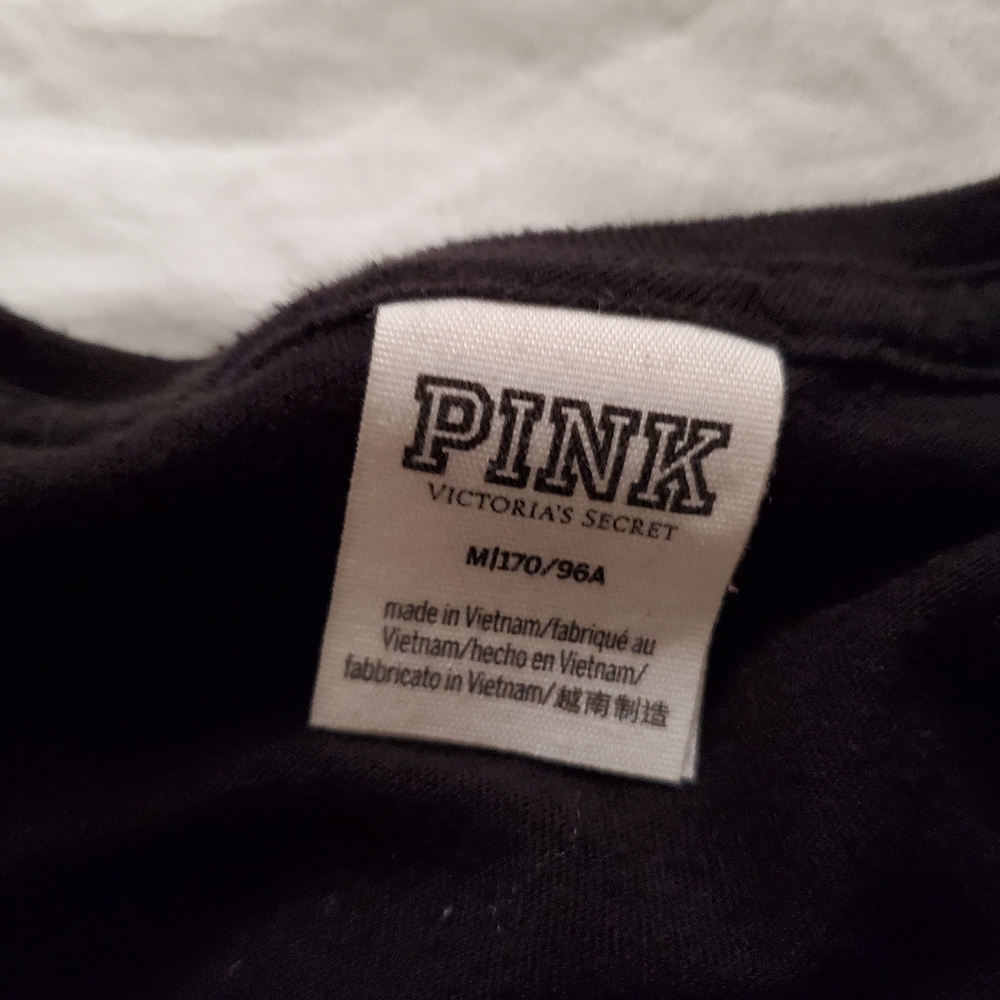 PINK
VICTORIA'S SECRET
M|170/96A
made in Vietnam/fabriqué au
Vietnam/hecho en Vietnam/
fabbricato in Vietnam/越南制造